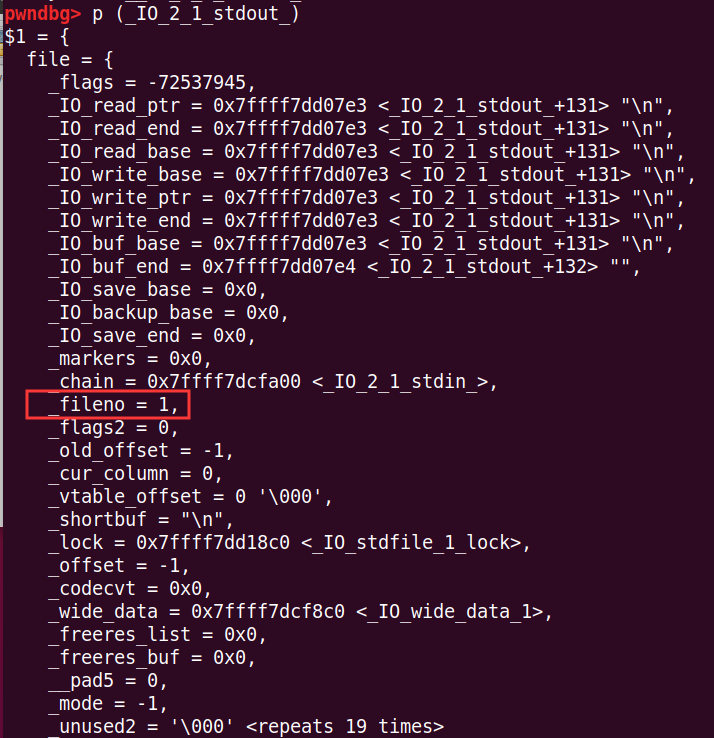 pwndbg> p (_IO_2_1_stdout_)
$1 = {
  file = {
    _flags = -72537945,
    _IO_read_ptr = 0x7ffff7dd07e3 <_IO_2_1_stdout_+131> "\n",
    _IO_read_end = 0x7ffff7dd07e3 <_IO_2_1_stdout_+131> "\n",
    _IO_read_base = 0x7ffff7dd07e3 <_IO_2_1_stdout_+131> "\n",
    _IO_write_base = 0x7ffff7dd07e3 <_IO_2_1_stdout_+131> "\n",
    _IO_write_ptr = 0x7ffff7dd07e3 <_IO_2_1_stdout_+131> "\n",
    _IO_write_end = 0x7ffff7dd07e3 <_IO_2_1_stdout_+131> "\n",
    _IO_buf_base = 0x7ffff7dd07e3 <_IO_2_1_stdout_+131> "\n",
    _IO_buf_end = 0x7ffff7dd07e4 <_IO_2_1_stdout_+132> "",
    _IO_save_base = 0x0,
    _IO_backup_base = 0x0,
    _IO_save_end = 0x0,
    _markers = 0x0,
    _chain = 0x7ffff7dcfa00 <_IO_2_1_stdin_>,
    _fileno = 1,
    _flags2 = 0,
    _old_offset = -1,
    _cur_column = 0,
    _vtable_offset = 0 '\000',
    _shortbuf = "\n",
    _lock = 0x7ffff7dd18c0 <_IO_stdfile_1_lock>,
    _offset = -1,
    _codecvt = 0x0,
    _wide_data = 0x7ffff7dcf8c0 <_IO_wide_data_1>,
    _freeres_list = 0x0,
    _freeres_buf = 0x0,
    __pad5 = 0,
    _mode = -1,
    _unused2 = '\000' <repeats 19 times>